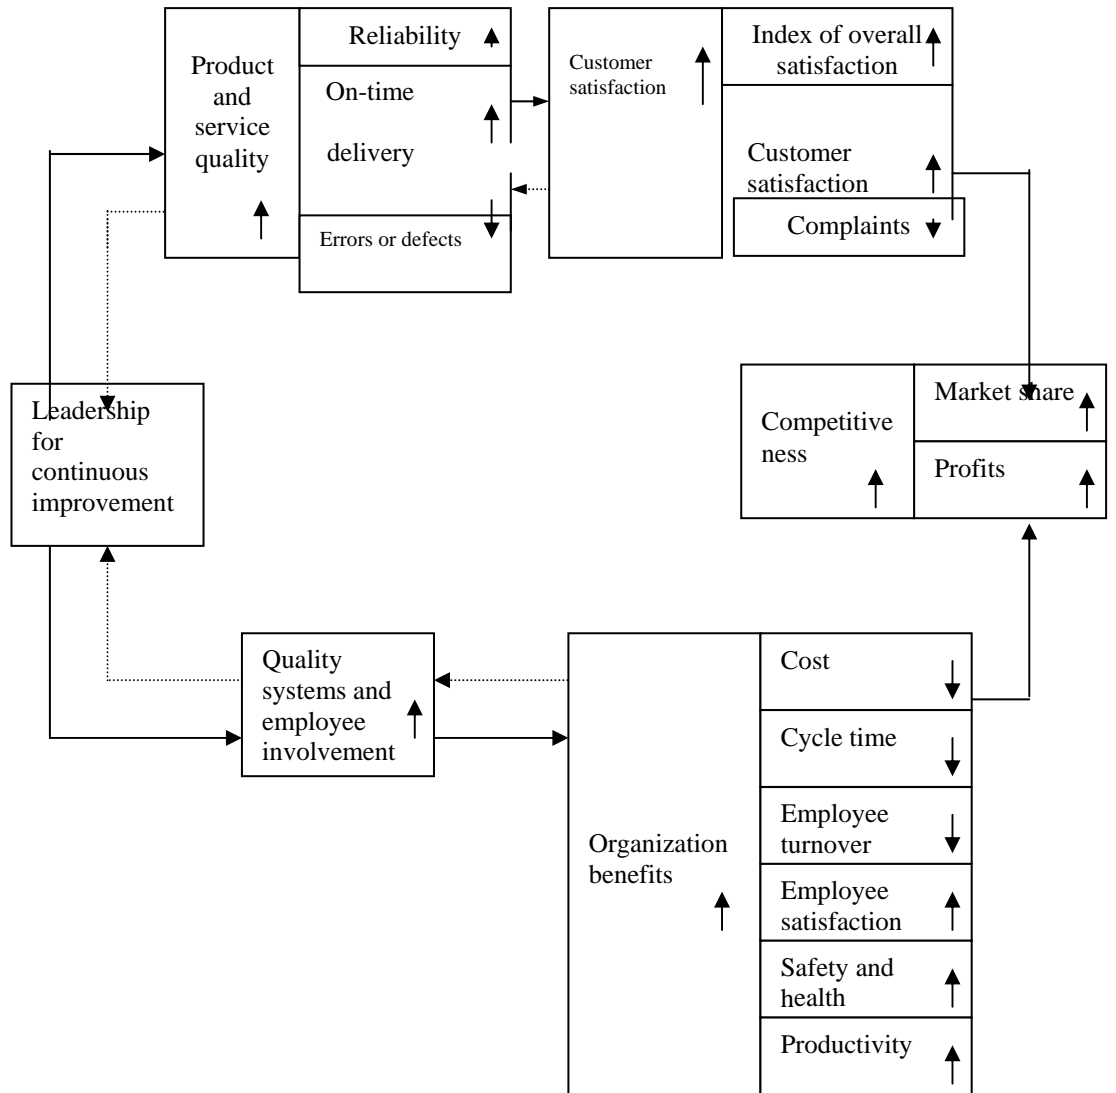 Product
and
service
quality
Reliability
On-time
delivery
Errors or defects
Customer
satisfaction
Index of overall
satisfaction
Customer
satisfaction
Complaints
Leadership
for
continuous
improvement
Competitive
ness
Market share
Profits
Quality
systems and
employee
involvement
Organization
benefits
Cost
Cycle time
Employee
turnover
Employee
satisfaction
Safety and
health
Productivity